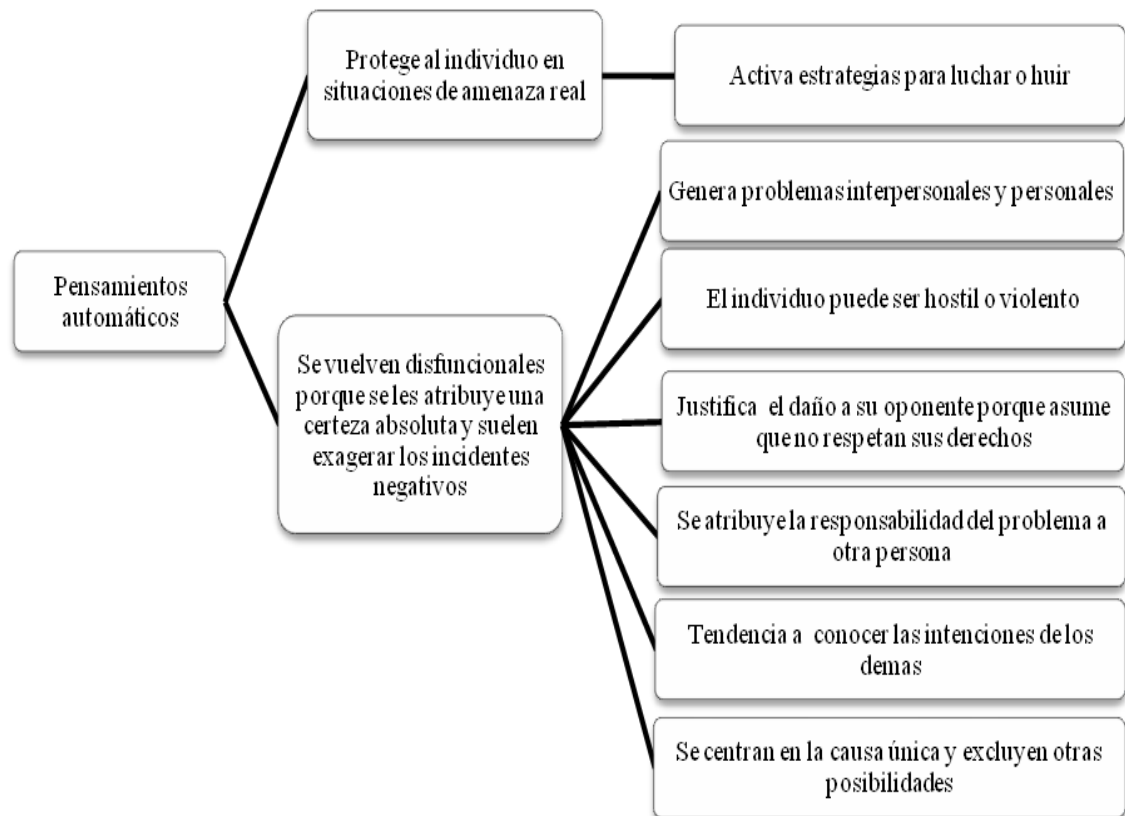 Protege al individuo en
situaciones de amenaza real
Activa estrategias para luchar o huir
Genera problemas interpersonales y personales
Pensamientos
automáticos
El individuo puede ser hostil o violento
Se vuelven disfuncionales
porque se les atribuye una
certeza absoluta y suelen
exagerar los incidentes
negativos
Justifica el daño a su oponente porque asume
que no respetan sus derechos
Se atribuye la responsabilidad del problema a
otra persona
Tendencia a conocer las intenciones de los
demas
Se centran en la causa única y excluyen otras
posibilidades